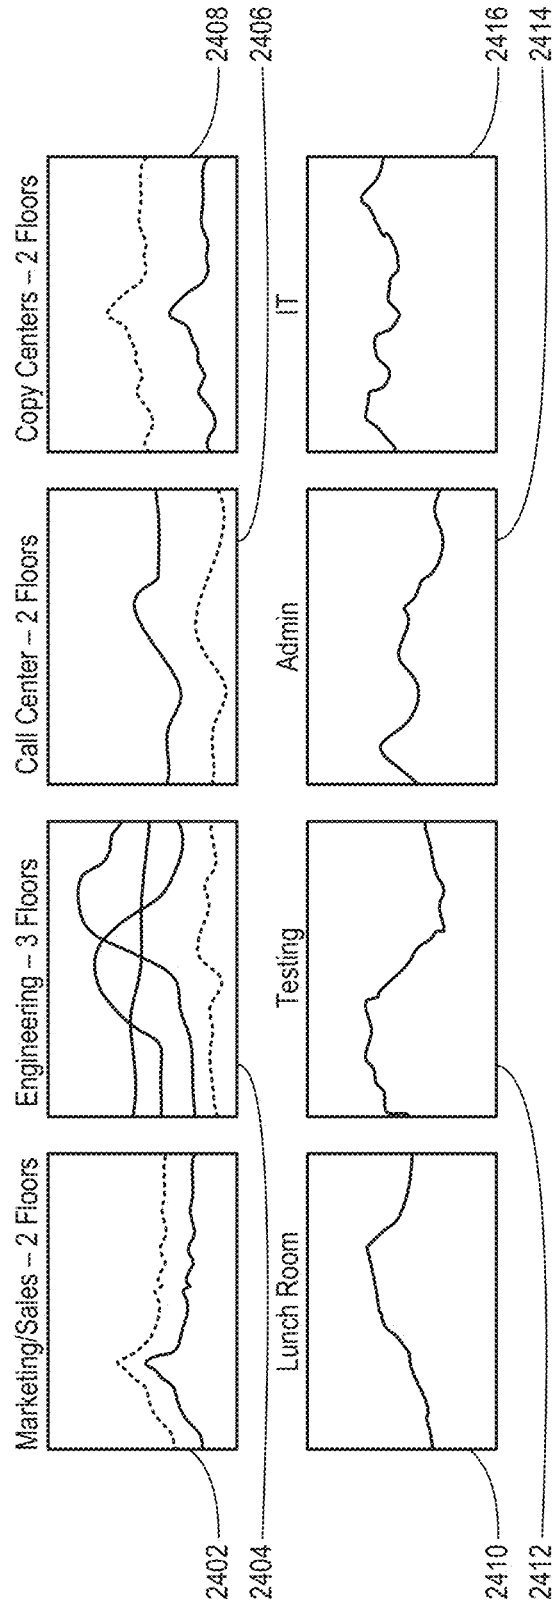 Marketing/Sales – 2 Floors
Engineering – 3 Floors
Call Center – 2 Floors
Copy Centers – 2 Floors
2402
2404
2406
2408
Lunch Room
Testing
Admin
IT
2410
2412
2414
2416